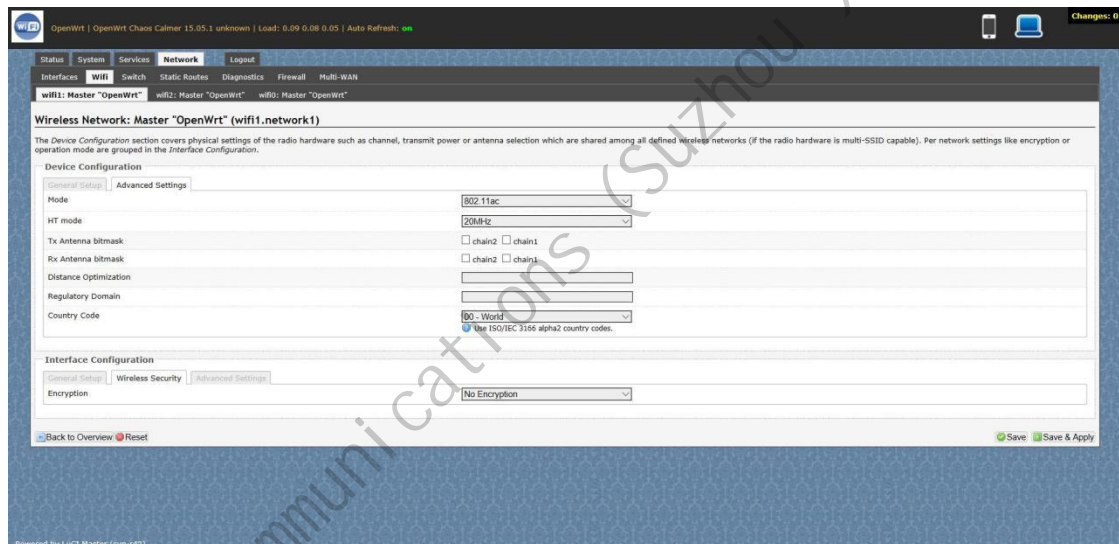 WiFi
OpenWrt | OpenWrt Chaos Calmer 15.05.1 unknown | Load: 0.09 0.08 0.05 | Auto Refresh: on
Changes: 0
Status System Services Network Logout
Interfaces Wifi Switch Static Routes Diagnostics Firewall Multi-WAN
wifi1: Master "OpenWrt" wifi2: Master "OpenWrt" wifi0: Master "OpenWrt"
Wireless Network: Master "OpenWrt" (wifi1.network1)
The Device Configuration section covers physical settings of the radio hardware such as channel, transmit power or antenna selection which are shared among all defined wireless networks (if the radio hardware is multi-SSID capable). Per network settings like encryption or
operation mode are grouped in the Interface Configuration.
Device Configuration
General Setup Advanced Settings
Mode 802.11ac
HT mode 20MHz
Tx Antenna bitmask chain2 chain1
Rx Antenna bitmask chain2 chain1
Distance Optimization
Regulatory Domain
Country Code 00 - World
Use ISO/IEC 3166 alpha2 country codes.
Interface Configuration
General Setup Wireless Security Advanced Settings
Encryption No Encryption
Back to Overview Reset Save Save & Apply
mmunications (Suzhou